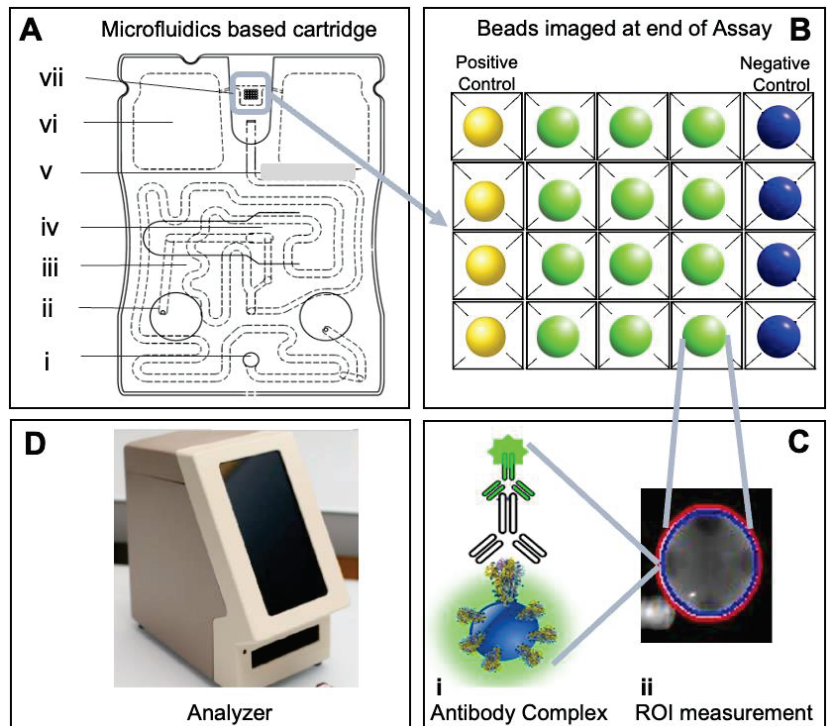 A
Microfluidics based cartridge
vii
vi
v
iv
iii
ii
i
Beads imaged at end of Assay
B
Positive
Control
Negative
Control
D
Analyzer
C
i
Antibody Complex
ii
ROI measurement